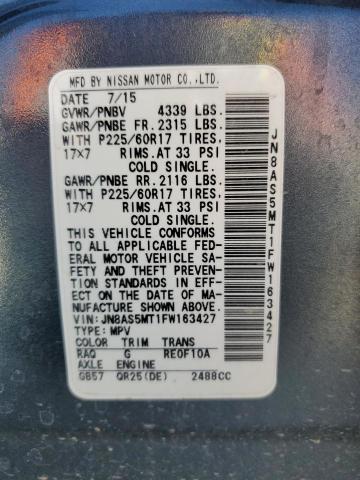 MFD BY NISSAN MOTOR CO.,LTD.
DATE 7/15
GVWR/PNBV 4339 LBS.
GAWR/PNBE FR. 2315 LBS.
WITH P225/60R17 TIRES,
17x7 RIMS.AT 33 PSI
COLD SINGLE.
GAWR/PNBE RR. 2116 LBS.
WITH P225/60R17 TIRES,
17x7 RIMS.AT 33 PSI
COLD SINGLE.
THIS VEHICLE CONFORMS
TO ALL APPLICABLE FED-
ERAL MOTOR VEHICLE SA-
FETY AND THEFT PREVEN-
TION STANDARDS IN EFFECT
ON THE DATE OF MA-
NUFACTURE SHOWN ABOVE.
VIN:JN8AS5MT1FW163427
TYPE: MPV
COLOR TRIM TRANS
RAQ G RE0F10A
AXLE ENGINE
GB57 QR25(DE) 2488CC
JN8AS5MT1FW163427